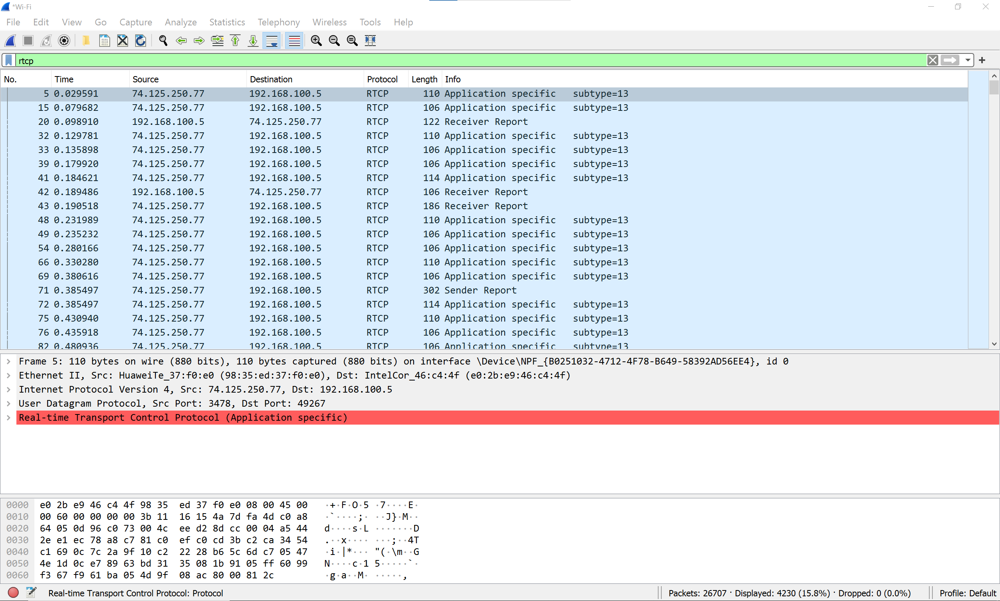 *Wi-Fi
File Edit View Go Capture Analyze Statistics Telephony Wireless Tools Help
rtcp
No. Time Source Destination Protocol Length Info
5 0.029591 74.125.250.77 192.168.100.5 RTCP 110 Application specific subtype=13
15 0.079682 74.125.250.77 192.168.100.5 RTCP 106 Application specific subtype=13
20 0.098910 192.168.100.5 74.125.250.77 RTCP 122 Receiver Report
32 0.129781 74.125.250.77 192.168.100.5 RTCP 110 Application specific subtype=13
33 0.135898 74.125.250.77 192.168.100.5 RTCP 106 Application specific subtype=13
39 0.179920 74.125.250.77 192.168.100.5 RTCP 106 Application specific subtype=13
41 0.184621 74.125.250.77 192.168.100.5 RTCP 114 Application specific subtype=13
42 0.189486 192.168.100.5 74.125.250.77 RTCP 106 Receiver Report
43 0.190518 74.125.250.77 192.168.100.5 RTCP 186 Receiver Report
48 0.231989 74.125.250.77 192.168.100.5 RTCP 110 Application specific subtype=13
49 0.235232 74.125.250.77 192.168.100.5 RTCP 106 Application specific subtype=13
54 0.280166 74.125.250.77 192.168.100.5 RTCP 106 Application specific subtype=13
66 0.330280 74.125.250.77 192.168.100.5 RTCP 110 Application specific subtype=13
69 0.380616 74.125.250.77 192.168.100.5 RTCP 106 Application specific subtype=13
71 0.385497 74.125.250.77 192.168.100.5 RTCP 302 Sender Report
72 0.385497 74.125.250.77 192.168.100.5 RTCP 114 Application specific subtype=13
75 0.430940 74.125.250.77 192.168.100.5 RTCP 110 Application specific subtype=13
76 0.435918 74.125.250.77 192.168.100.5 RTCP 106 Application specific subtype=13
82 0.480936 74.125.250.77 192.168.100.5 RTCP 106 Application specific subtype=13
Frame 5: 110 bytes on wire (880 bits), 110 bytes captured (880 bits) on interface \Device\NPF_{B0251032-4712-4F78-B649-58392AD56EE4}, id 0
Ethernet II, Src: HuaweiTe_37:f0:e0 (98:35:ed:37:f0:e0), Dst: IntelCor_46:c4:4f (e0:2b:e9:46:c4:4f)
Internet Protocol Version 4, Src: 74.125.250.77, Dst: 192.168.100.5
User Datagram Protocol, Src Port: 3478, Dst Port: 49267
Real-time Transport Control Protocol (Application specific)
0000 e0 2b e9 46 c4 4f 98 35 ed 37 f0 e0 08 00 45 00 ·+·F·O·5 ·7····E·
0010 00 60 00 00 00 00 3b 11 16 15 4a 7d fa 4d c0 a8 ·`····;· ··J}·M··
0020 64 05 0d 96 c0 73 00 4c ee d2 8d cc 00 04 a5 44 d····s·L ·······D
0030 2e e1 ec 78 a8 c7 81 c0 ef c0 cd 3b c2 ca 34 54 .··x···· ···;··4T
0040 c1 69 0c 7c 2a 9f 10 c2 22 28 b6 5c 6d c7 05 47 ·i·|*··· "(·\m··G
0050 4e 1d 0c e7 89 63 bd 31 35 08 1b 91 05 ff 60 99 N····c·1 5·····`·
0060 f3 67 f9 61 ba 05 4d 9f 08 ac 80 00 81 2c ·g·a··M· ·····,
Real-time Transport Control Protocol: Protocol Packets: 26707 · Displayed: 4230 (15.8%) · Dropped: 0 (0.0%) Profile: Default